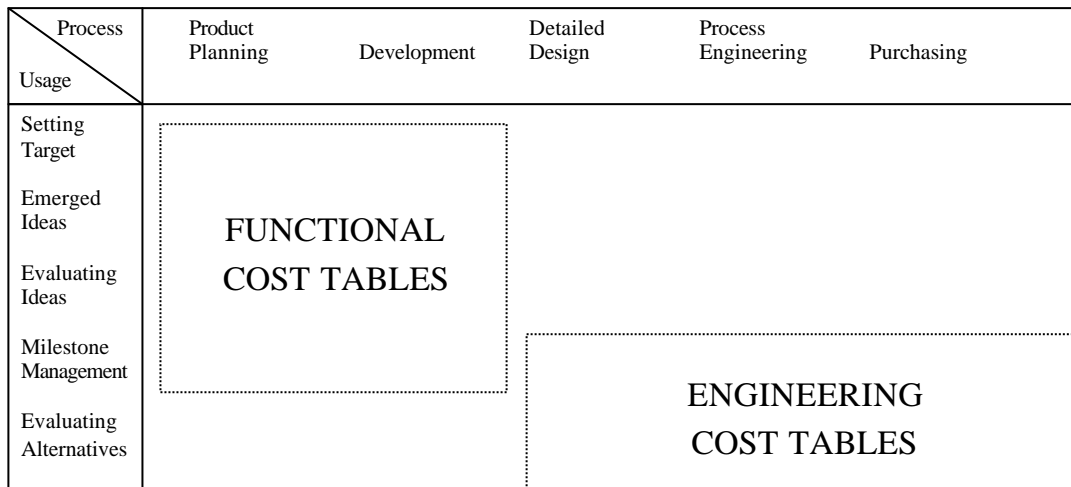 Process
Usage
Product
Planning
Development
Detailed
Design
Process
Engineering
Purchasing
Setting
Target
Emerged
Ideas
Evaluating
Ideas
Milestone
Management
Evaluating
Alternatives
FUNCTIONAL
COST TABLES
ENGINEERING
COST TABLES